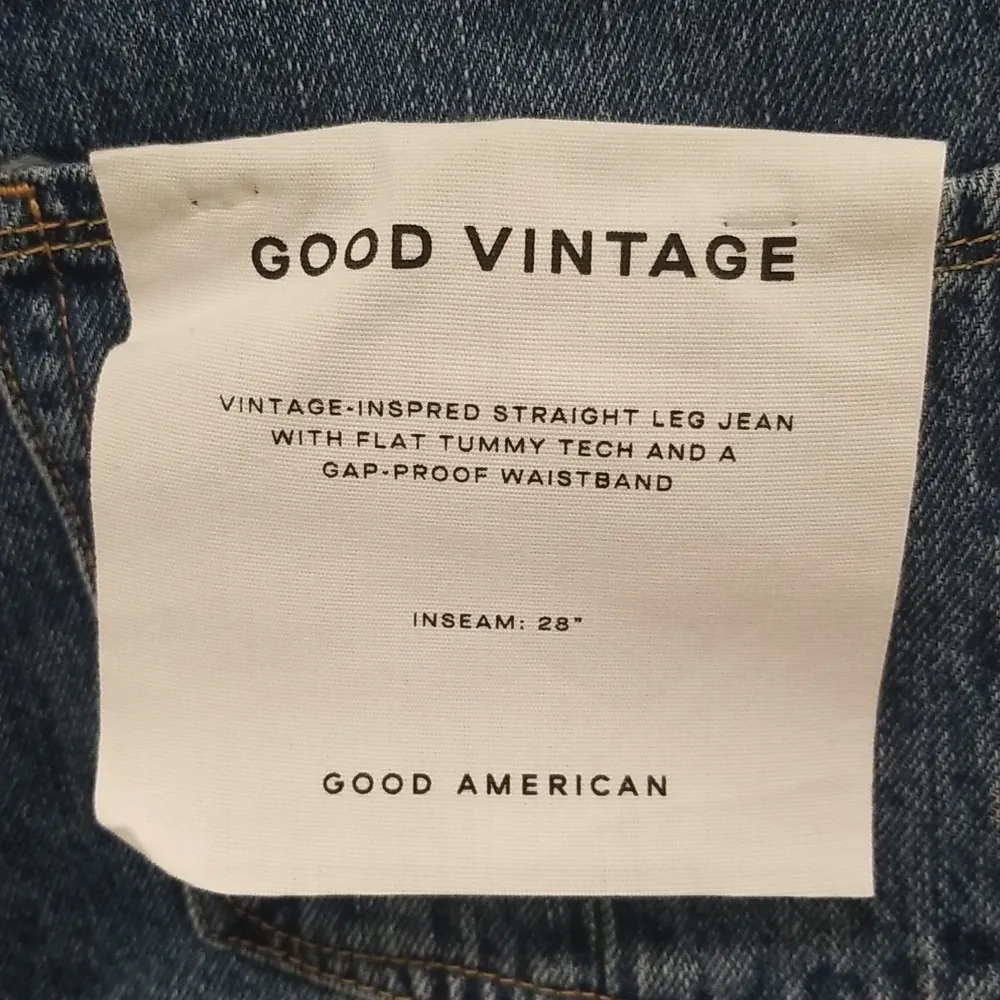 GOOD VINTAGE
VINTAGE-INSPRED STRAIGHT LEG JEAN
WITH FLAT TUMMY TECH AND A
GAP-PROOF WAISTBAND
INSEAM: 28”
GOOD AMERICAN